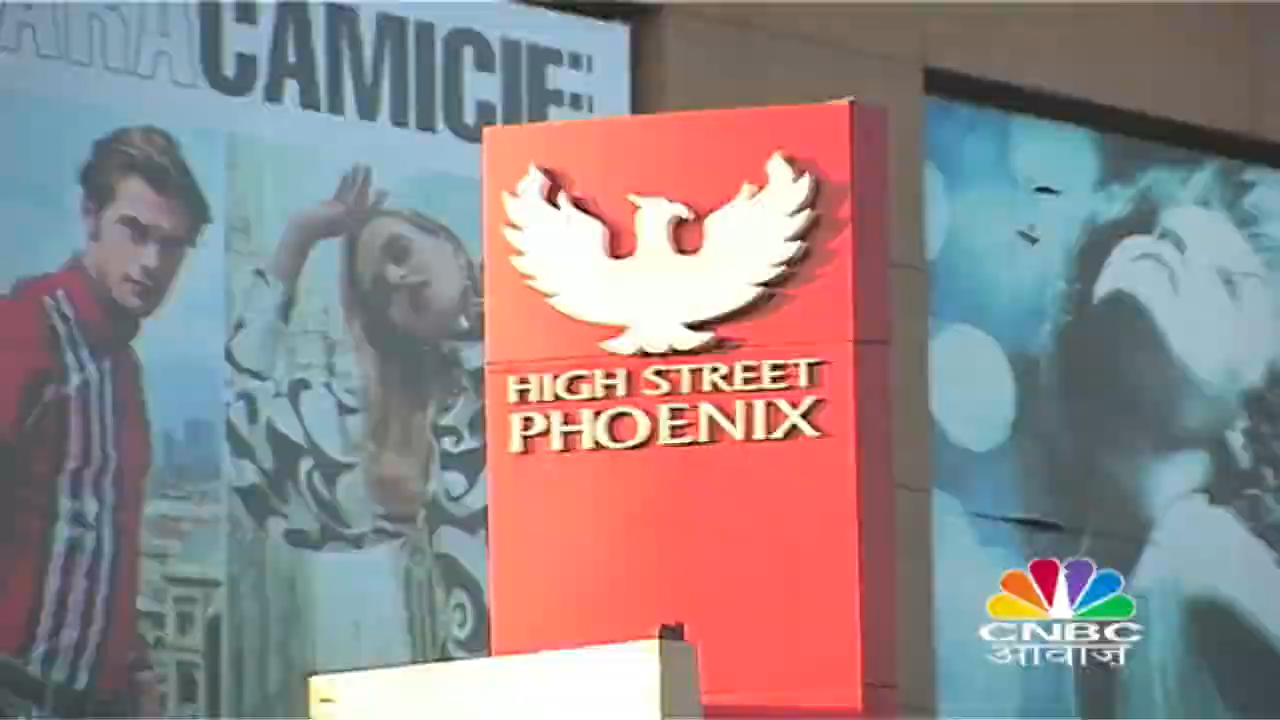 CAMICIE
HIGH STREET
PHOENIX
CNBC
आवाज़